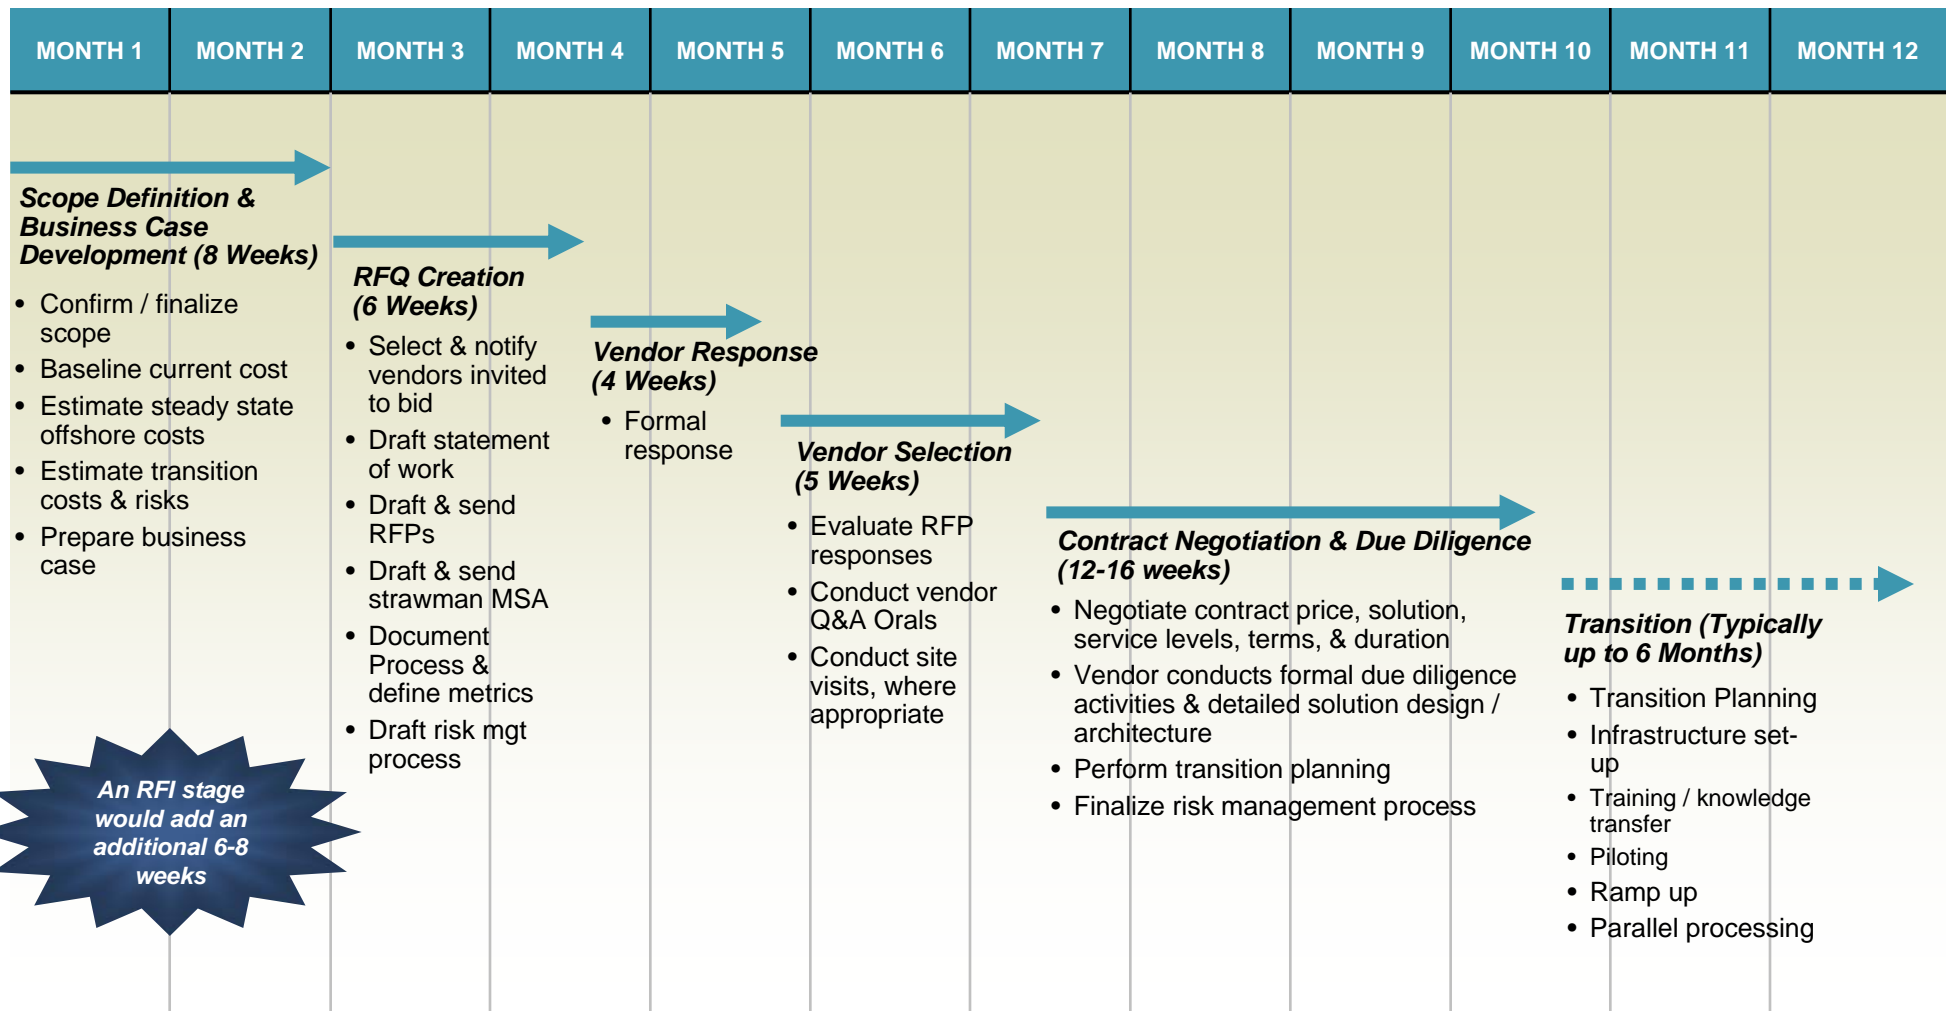 MONTH 1 MONTH 2 MONTH 3 MONTH 4 MONTH 5 MONTH 6 MONTH 7 MONTH 8 MONTH 9 MONTH 10 MONTH 11 MONTH 12
Scope Definition &
Business Case
Development (8 Weeks)
• Confirm / finalize
scope
• Baseline current cost
• Estimate steady state
offshore costs
• Estimate transition
costs & risks
• Prepare business
case
An RFI stage
would add an
additional 6-8
weeks
RFQ Creation
(6 Weeks)
• Select & notify
vendors invited
to bid
• Draft statement
of work
• Draft & send
RFPs
• Draft & send
strawman MSA
• Document
Process &
define metrics
• Draft risk mgt
process
Vendor Response
(4 Weeks)
• Formal
response
Vendor Selection
(5 Weeks)
• Evaluate RFP
responses
• Conduct vendor
Q&A Orals
• Conduct site
visits, where
appropriate
Contract Negotiation & Due Diligence
(12-16 weeks)
• Negotiate contract price, solution,
service levels, terms, & duration
• Vendor conducts formal due diligence
activities & detailed solution design /
architecture
• Perform transition planning
• Finalize risk management process
Transition (Typically
up to 6 Months)
• Transition Planning
• Infrastructure set-
up
• Training / knowledge
transfer
• Piloting
• Ramp up
• Parallel processing